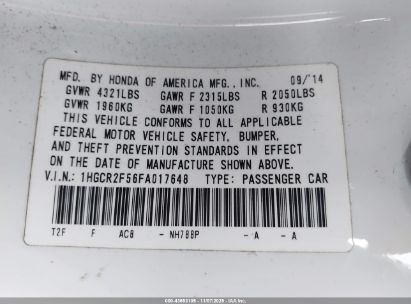 MFD. BY HONDA OF AMERICA MFG., INC. 09/'14
GVWR 4321LBS GAWR F 2315LBS R 2050LBS
GVWR 1960KG GAWR F 1050KG R 930KG
THIS VEHICLE CONFORMS TO ALL APPLICABLE
FEDERAL MOTOR VEHICLE SAFETY, BUMPER,
AND THEFT PREVENTION STANDARDS IN EFFECT
ON THE DATE OF MANUFACTURE SHOWN ABOVE.
V.I.N.: 1HGCR2F56FA017648 TYPE: PASSENGER CAR
T2F F AC8 - NH788P - A - A